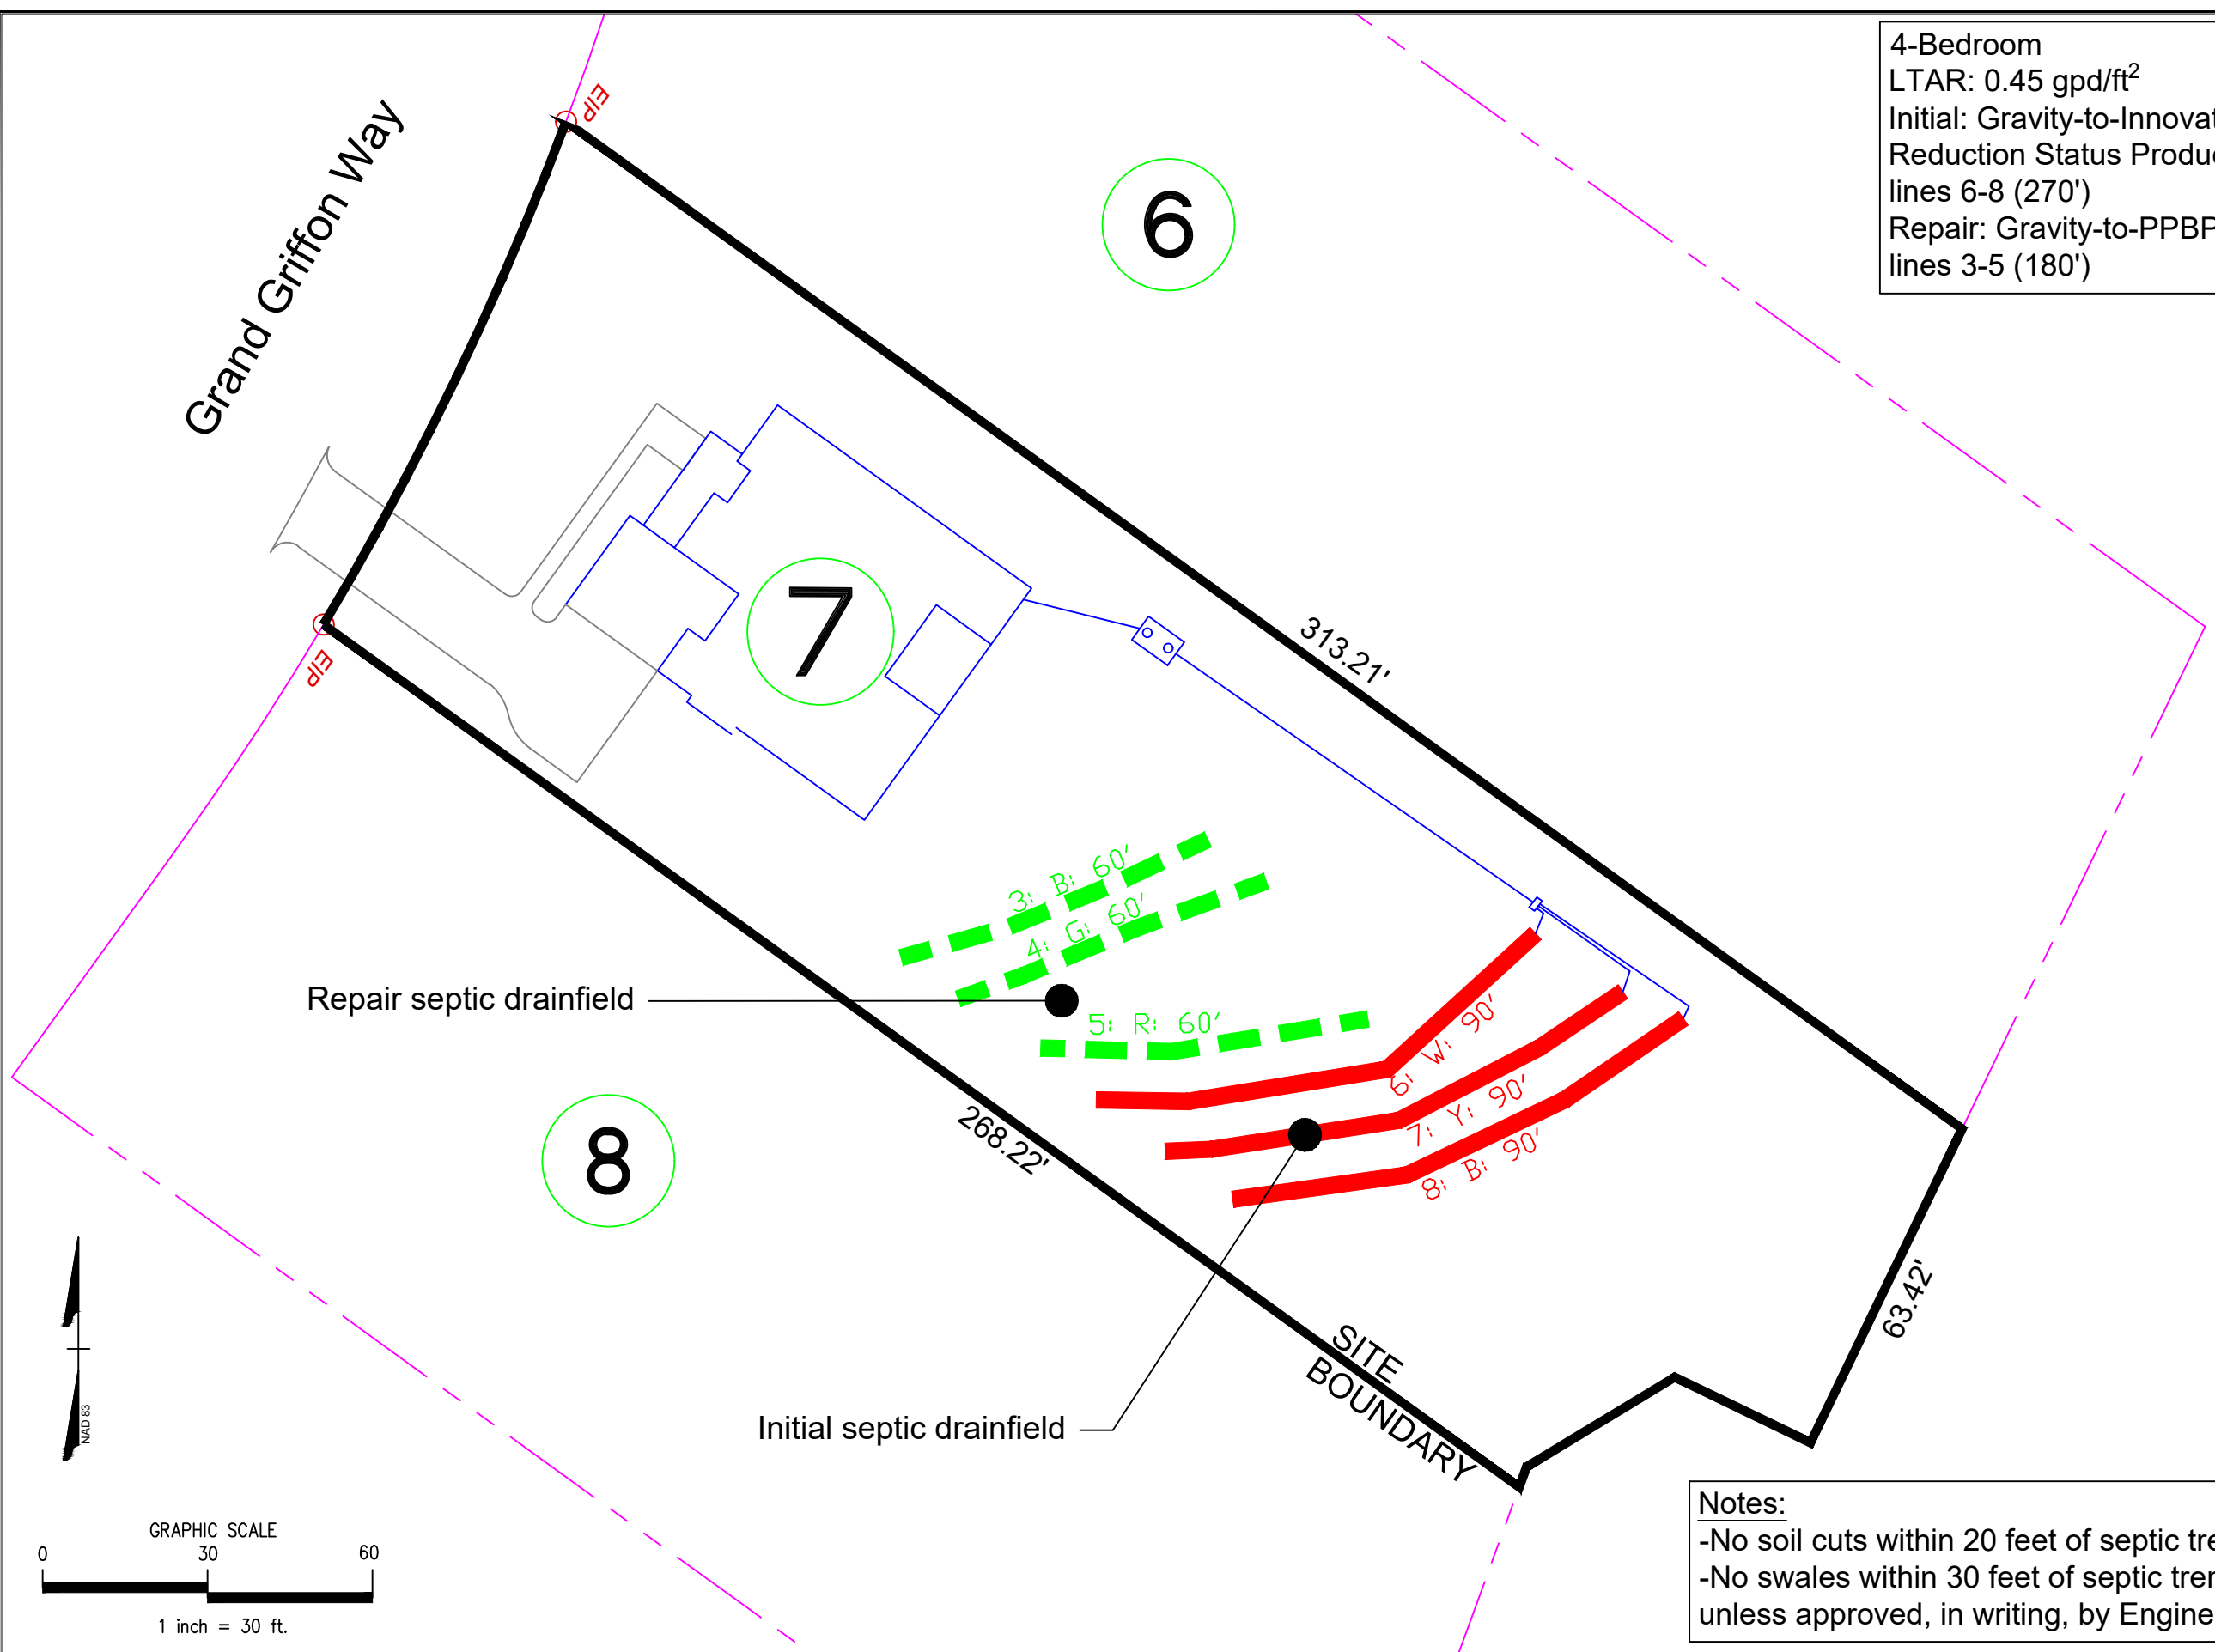 4-Bedroom
LTAR: 0.45 gpd/ft²
Initial: Gravity-to-Innovat
Reduction Status Produc
lines 6-8 (270')
Repair: Gravity-to-PPBP
lines 3-5 (180')
EIP
Grand Griffon Way
6
7
313.21'
EIP
3: B: 60'
4: G: 60'
Repair septic drainfield
5: R: 60'
6: W: 90'
7: Y: 90'
8: B: 90'
8
268.22'
63.42'
SITE
BOUNDARY
Initial septic drainfield
NAD 83
GRAPHIC SCALE
0 30 60
1 inch = 30 ft.
Notes:
-No soil cuts within 20 feet of septic tre
-No swales within 30 feet of septic tren
unless approved, in writing, by Engine